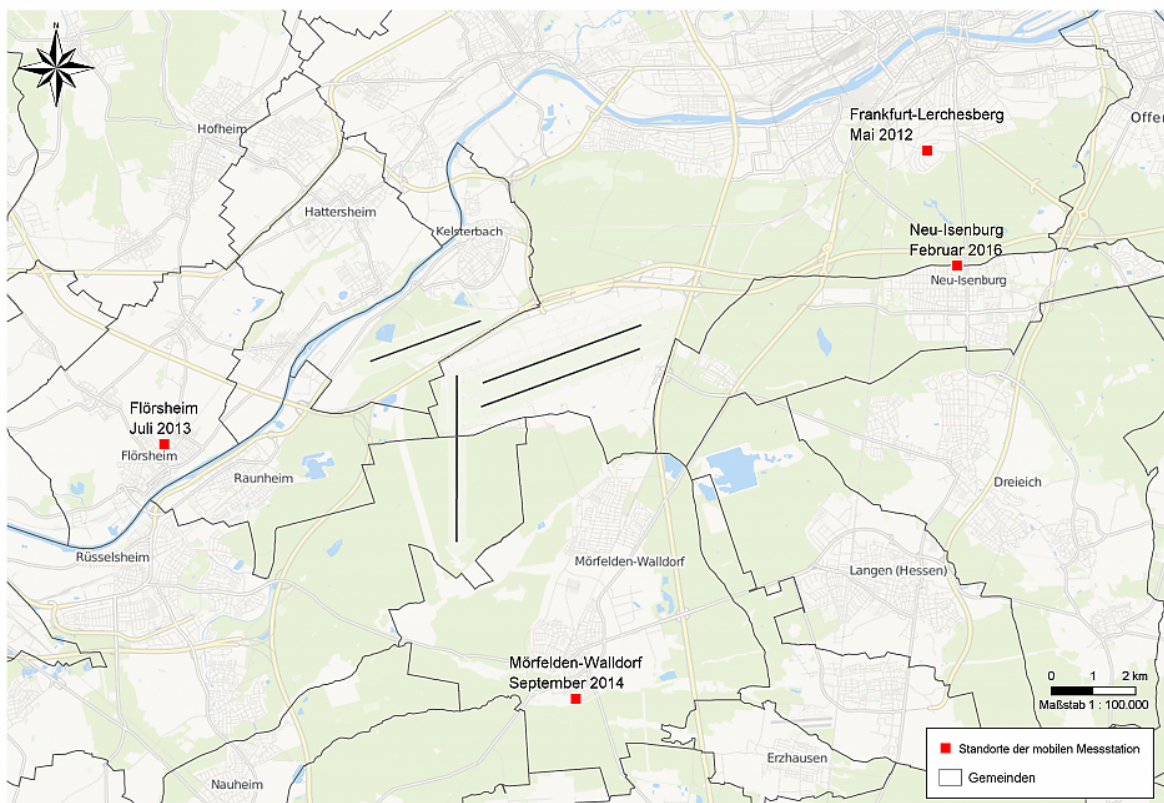 N
Hofheim
Frankfurt-Lerchesberg
Mai 2012
Offen
Hattersheim
Kelsterbach
Neu-Isenburg
Februar 2016
Neu-Isenburg
Flörsheim
Juli 2013
Flörsheim
Raunheim
Dreieich
Rüsselsheim
Mörfelden-Walldorf
Langen (Hessen)
Mörfelden-Walldorf
September 2014
0 1 2 km
Maßstab 1 : 100.000
Erzhausen
Nauheim
Standorte der mobilen Messstation
Gemeinden